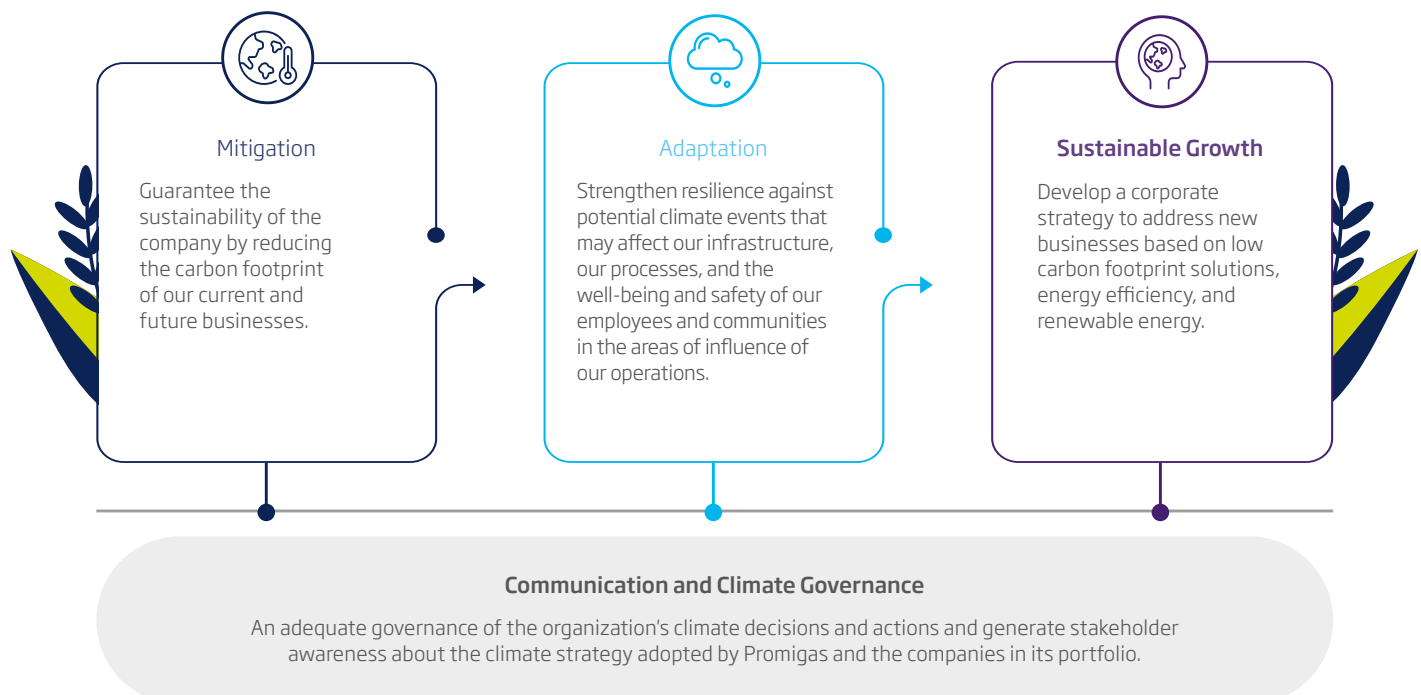 Mitigation
Guarantee the
sustainability of the
company by reducing
the carbon footprint
of our current and
future businesses.
Adaptation
Strengthen resilience against
potential climate events that
may affect our infrastructure,
our processes, and the
well-being and safety of our
employees and communities
in the areas of influence of
our operations.
Sustainable Growth
Develop a corporate
strategy to address new
businesses based on low
carbon footprint solutions,
energy efficiency, and
renewable energy.
Communication and Climate Governance
An adequate governance of the organization's climate decisions and actions and generate stakeholder
awareness about the climate strategy adopted by Promigas and the companies in its portfolio.